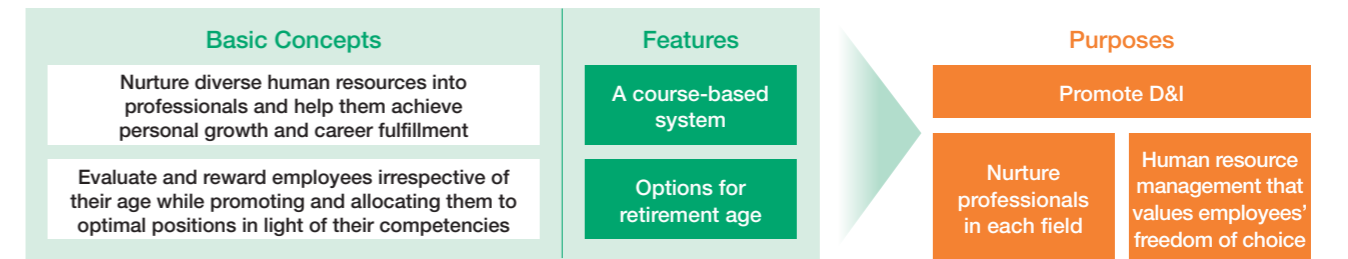 Basic Concepts
Nurture diverse human resources into
professionals and help them achieve
personal growth and career fulfillment
Evaluate and reward employees irrespective of
their age while promoting and allocating them to
optimal positions in light of their competencies
Features
A course-based
system
Options for
retirement age
Purposes
Promote D&I
Nurture
professionals
in each field
Human resource
management that
values employees’
freedom of choice